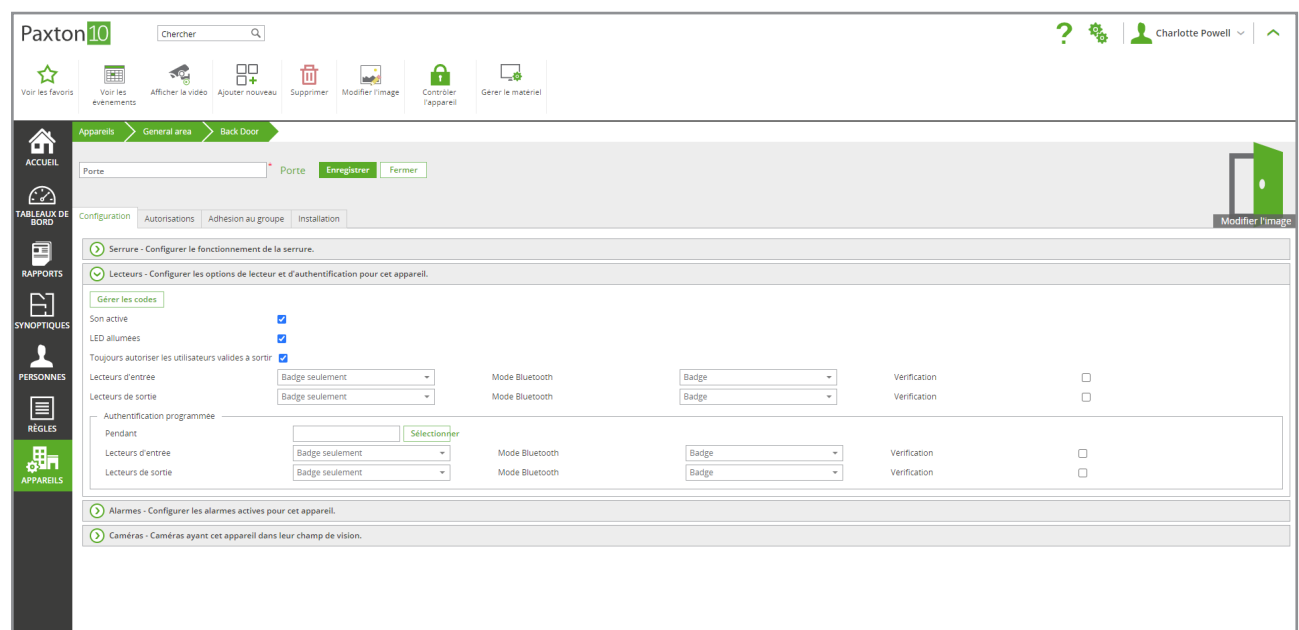 Paxton10
Chercher
?
Charlotte Powell
Voir les favoris
Voir les
évènements
Afficher la vidéo
Ajouter nouveau
Supprimer
Modifier l'image
Contrôler
l'appareil
Gérer le matériel
Appareils
General area
Back Door
ACCUEIL
Porte
* Porte
Enregistrer
Fermer
TABLEAUX DE
BORD
Modifier l'image
Configuration
Autorisations
Adhésion au groupe
Installation
Serrure - Configurer le fonctionnement de la serrure.
RAPPORTS
Lecteurs - Configurer les options de lecteur et d'authentification pour cet appareil.
Gérer les codes
Son activé
SYNOPTIQUES
LED allumées
Toujours autoriser les utilisateurs valides à sortir
PERSONNES
Lecteurs d'entrée Badge seulement Mode Bluetooth Badge Vérification
Lecteurs de sortie Badge seulement Mode Bluetooth Badge Vérification
Authentification programmée
RÈGLES
Pendant Sélectionner
Lecteurs d'entrée Badge seulement Mode Bluetooth Badge Vérification
Lecteurs de sortie Badge seulement Mode Bluetooth Badge Vérification
APPAREILS
Alarmes - Configurer les alarmes actives pour cet appareil.
Caméras - Caméras ayant cet appareil dans leur champ de vision.